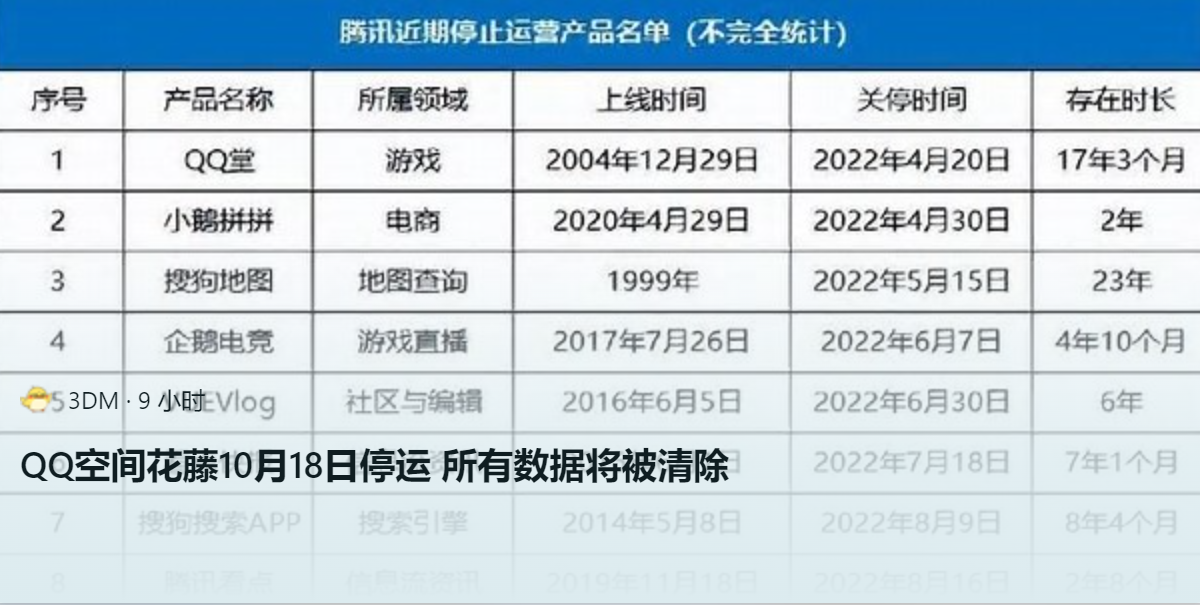 腾讯近期停止运营产品名单（不完全统计）
序号 产品名称 所属领域 上线时间 关停时间 存在时长
1 QQ堂 游戏 2004年12月29日 2022年4月20日 17年3个月
2 小鹅拼拼 电商 2020年4月29日 2022年4月30日 2年
3 搜狗地图 地图查询 1999年 2022年5月15日 23年
4 企鹅电竞 游戏直播 2017年7月26日 2022年6月7日 4年10个月
5 VUEVlog 社区与编辑 2016年6月5日 2022年6月30日 6年
3DM · 9 小时
QQ空间花藤10月18日停运 所有数据将被清除
2022年7月18日 7年1个月
7 搜狗搜索APP 搜索引擎 2014年5月8日 2022年8月9日 8年4个月
8 腾讯看点 信息流资讯 2019年11月18日 2022年8月16日 2年8个月